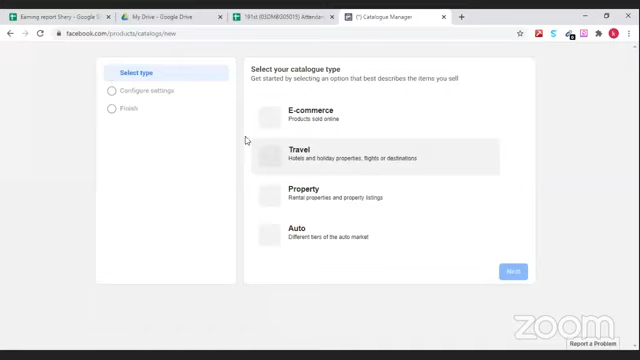 Earning report Shery - Google S
My Drive - Google Drive
191st (03)DMBG05015) Attendan
(*) Catalogue Manager
facebook.com/products/catalogs/new
Select type
Configure settings
Finish
Select your catalogue type
Get started by selecting an option that best describes the items you sell
E-commerce
Products sold online
Travel
Hotels and holiday properties, flights or destinations
Property
Rental properties and property listings
Auto
Different tiers of the auto market
Next
zoom
Report a Problem